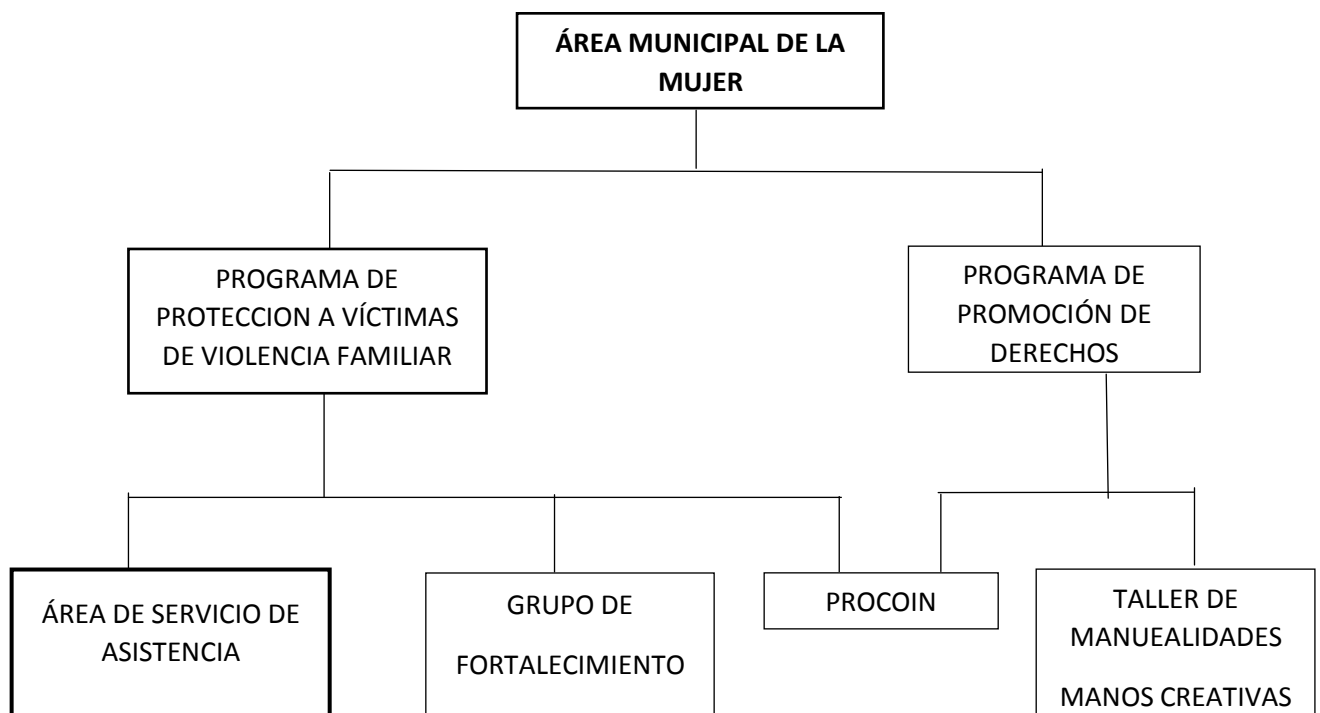 ÁREA MUNICIPAL DE LA
MUJER
PROGRAMA DE
PROTECCION A VÍCTIMAS
DE VIOLENCIA FAMILIAR
PROGRAMA DE
PROMOCIÓN DE
DERECHOS
ÁREA DE SERVICIO DE
ASISTENCIA
GRUPO DE
FORTALECIMIENTO
PROCOIN
TALLER DE
MANUEALIDADES
MANOS CREATIVAS